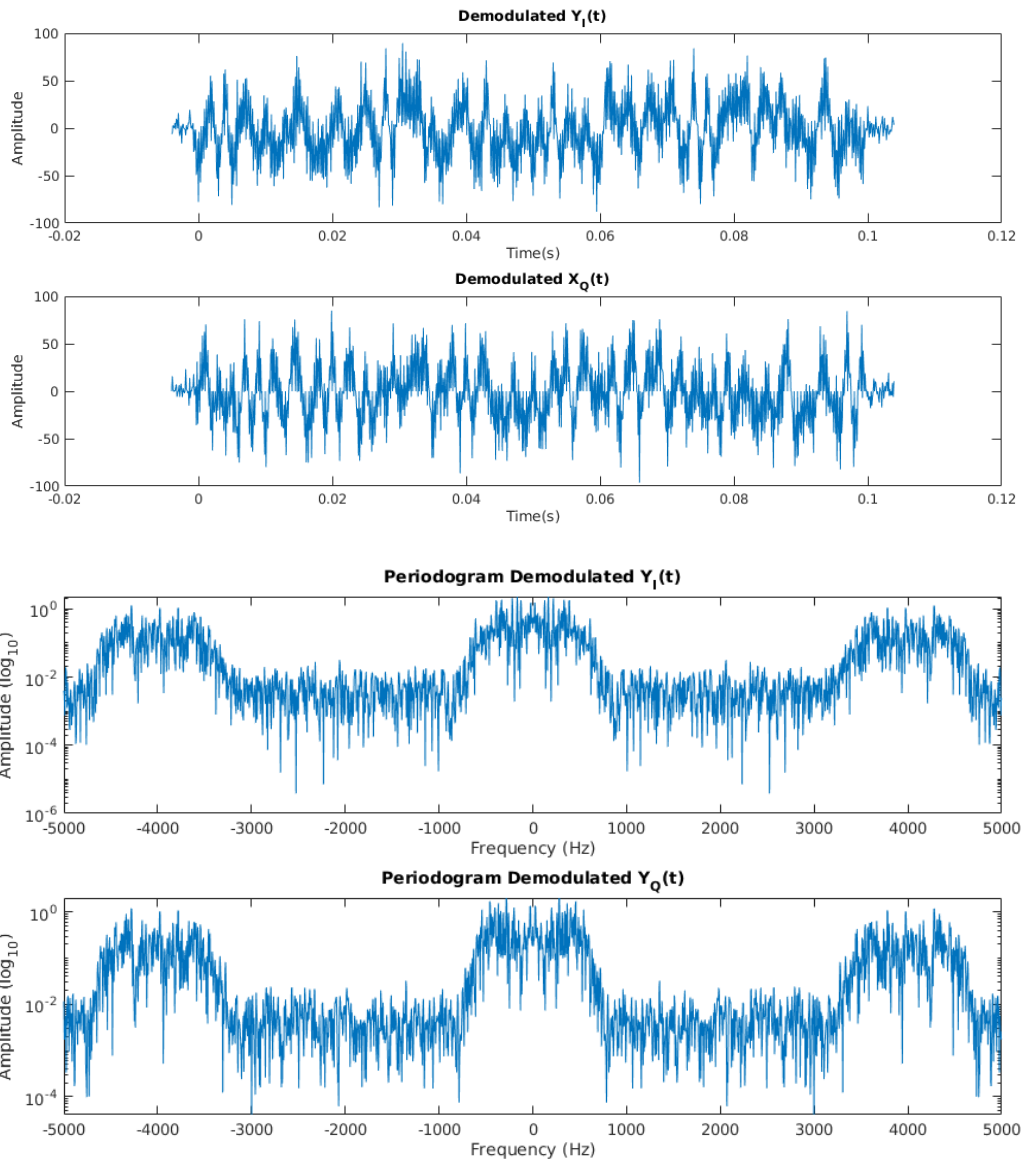 Demodulated Y_I(t)
100
50
0
-50
-100
Amplitude
-0.02 0 0.02 0.04 0.06 0.08 0.1 0.12
Time(s)
Demodulated X_Q(t)
100
50
0
-50
-100
Amplitude
-0.02 0 0.02 0.04 0.06 0.08 0.1 0.12
Time(s)
Periodogram Demodulated Y_I(t)
10^0
10^-2
10^-4
10^-6
Amplitude (log_10)
-5000 -4000 -3000 -2000 -1000 0 1000 2000 3000 4000 5000
Frequency (Hz)
Periodogram Demodulated Y_Q(t)
10^0
10^-2
10^-4
Amplitude (log_10)
-5000 -4000 -3000 -2000 -1000 0 1000 2000 3000 4000 5000
Frequency (Hz)